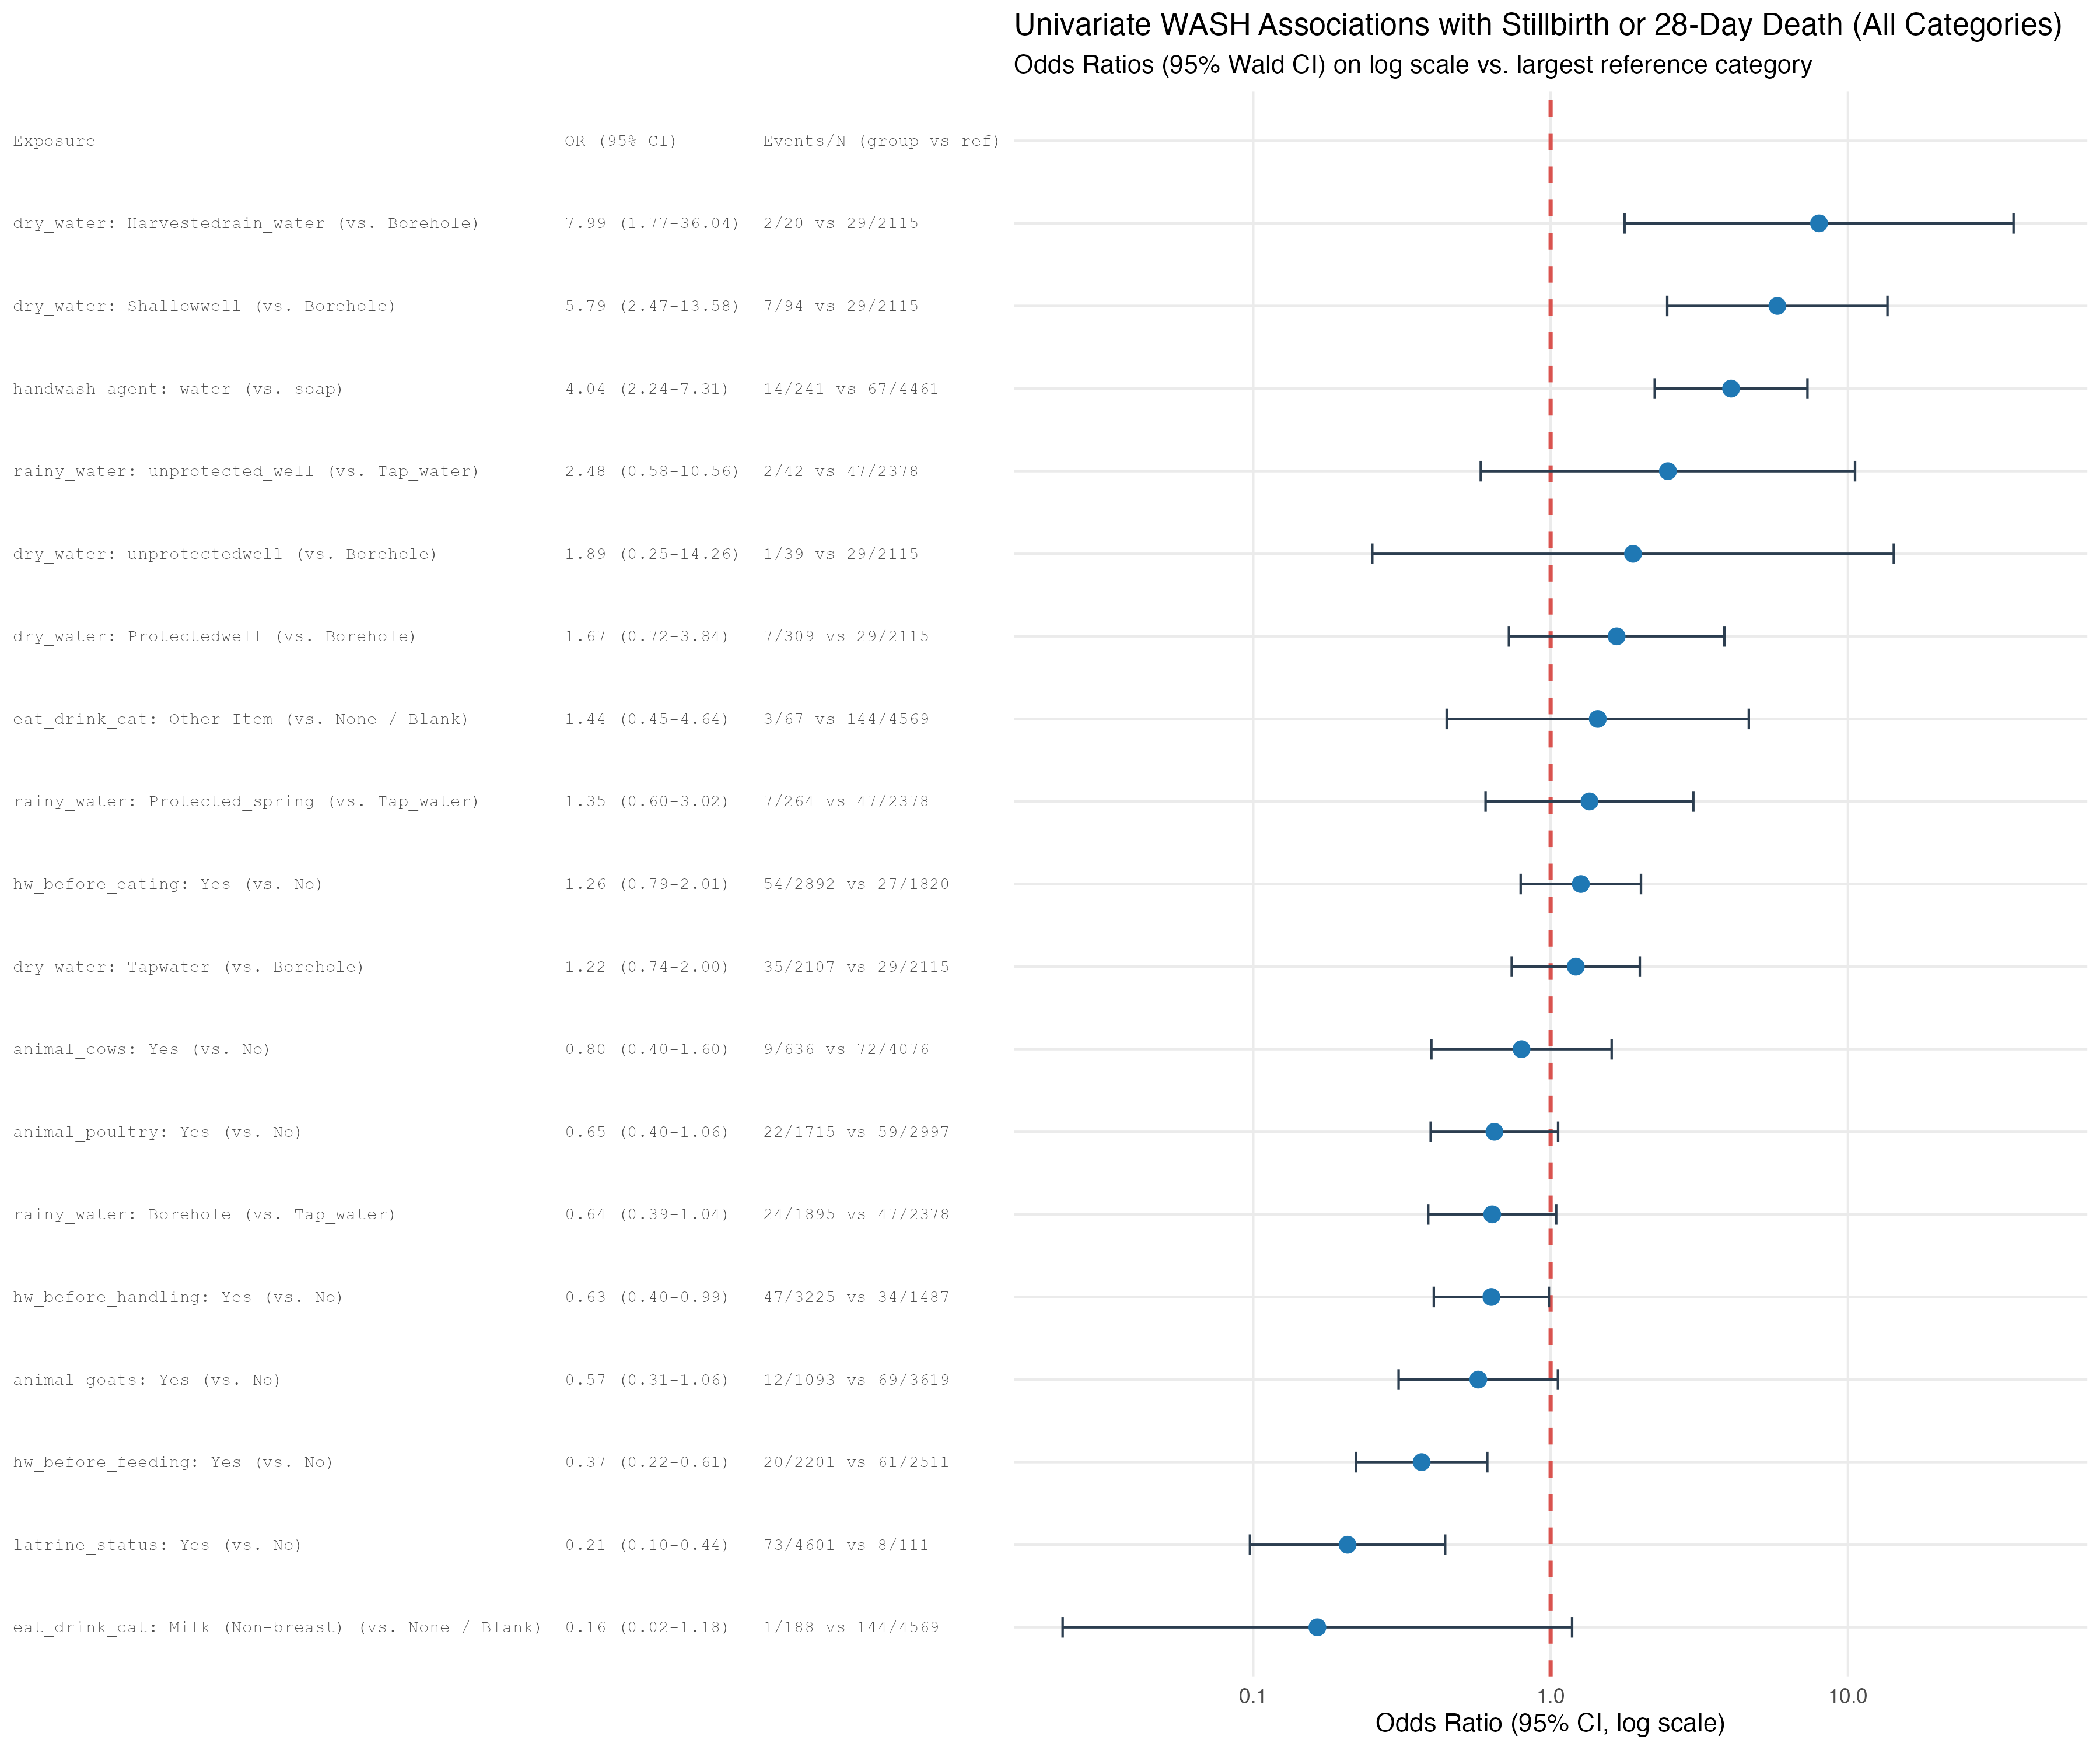 Univariate WASH Associations with Stillbirth or 28-Day Death (All Categories)
Odds Ratios (95% Wald CI) on log scale vs. largest reference category
Exposure OR (95% CI) Events/N (group vs ref)
dry_water: Harvestedrain_water (vs. Borehole) 7.99 (1.77-36.04) 2/20 vs 29/2115
dry_water: Shallowwell (vs. Borehole) 5.79 (2.47-13.58) 7/94 vs 29/2115
handwash_agent: water (vs. soap) 4.04 (2.24-7.31) 14/241 vs 67/4461
rainy_water: unprotected_well (vs. Tap_water) 2.48 (0.58-10.56) 2/42 vs 47/2378
dry_water: unprotectedwell (vs. Borehole) 1.89 (0.25-14.26) 1/39 vs 29/2115
dry_water: Protectedwell (vs. Borehole) 1.67 (0.72-3.84) 7/309 vs 29/2115
eat_drink_cat: Other Item (vs. None / Blank) 1.44 (0.45-4.64) 3/67 vs 144/4569
rainy_water: Protected_spring (vs. Tap_water) 1.35 (0.60-3.02) 7/264 vs 47/2378
hw_before_eating: Yes (vs. No) 1.26 (0.79-2.01) 54/2892 vs 27/1820
dry_water: Tapwater (vs. Borehole) 1.22 (0.74-2.00) 35/2107 vs 29/2115
animal_cows: Yes (vs. No) 0.80 (0.40-1.60) 9/636 vs 72/4076
animal_poultry: Yes (vs. No) 0.65 (0.40-1.06) 22/1715 vs 59/2997
rainy_water: Borehole (vs. Tap_water) 0.64 (0.39-1.04) 24/1895 vs 47/2378
hw_before_handling: Yes (vs. No) 0.63 (0.40-0.99) 47/3225 vs 34/1487
animal_goats: Yes (vs. No) 0.57 (0.31-1.06) 12/1093 vs 69/3619
hw_before_feeding: Yes (vs. No) 0.37 (0.22-0.61) 20/2201 vs 61/2511
latrine_status: Yes (vs. No) 0.21 (0.10-0.44) 73/4601 vs 8/111
eat_drink_cat: Milk (Non-breast) (vs. None / Blank) 0.16 (0.02-1.18) 1/188 vs 144/4569
0.1 1.0 10.0
Odds Ratio (95% CI, log scale)